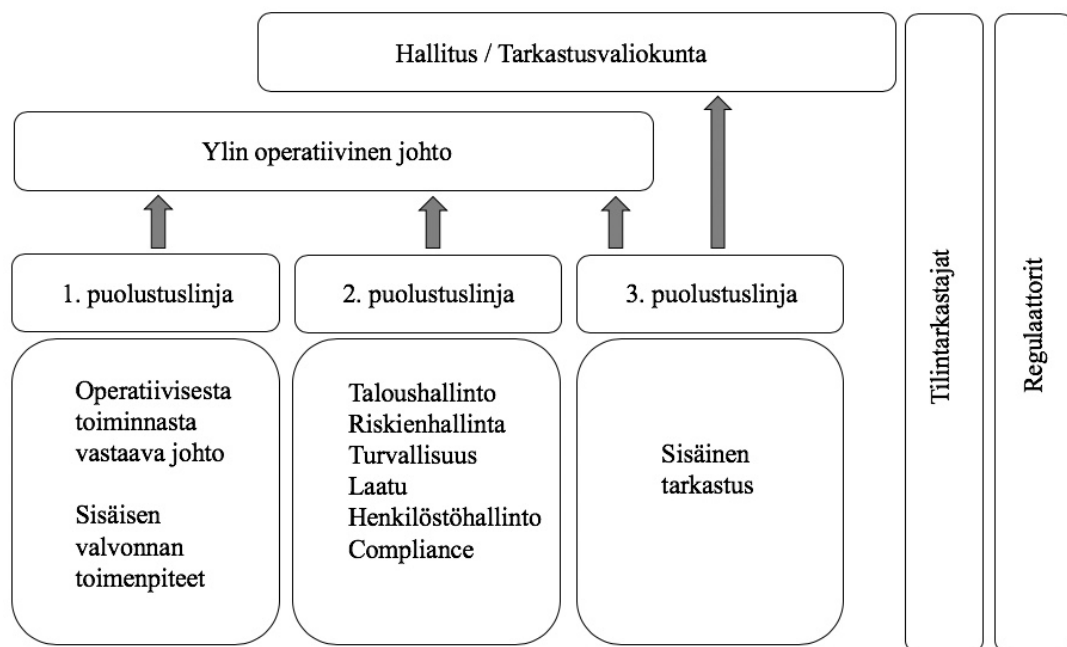 Hallitus / Tarkastusvaliokunta
Ylin operatiivinen johto
1. puolustuslinja
2. puolustuslinja
3. puolustuslinja
Operatiivisesta
toiminnasta
vastaava johto
Sisäisen
valvonnan
toimenpiteet
Taloushallinto
Riskienhallinta
Turvallisuus
Laatu
Henkilöstöhallinto
Compliance
Sisäinen
tarkastus
Tilintarkastajat
Regulaattorit